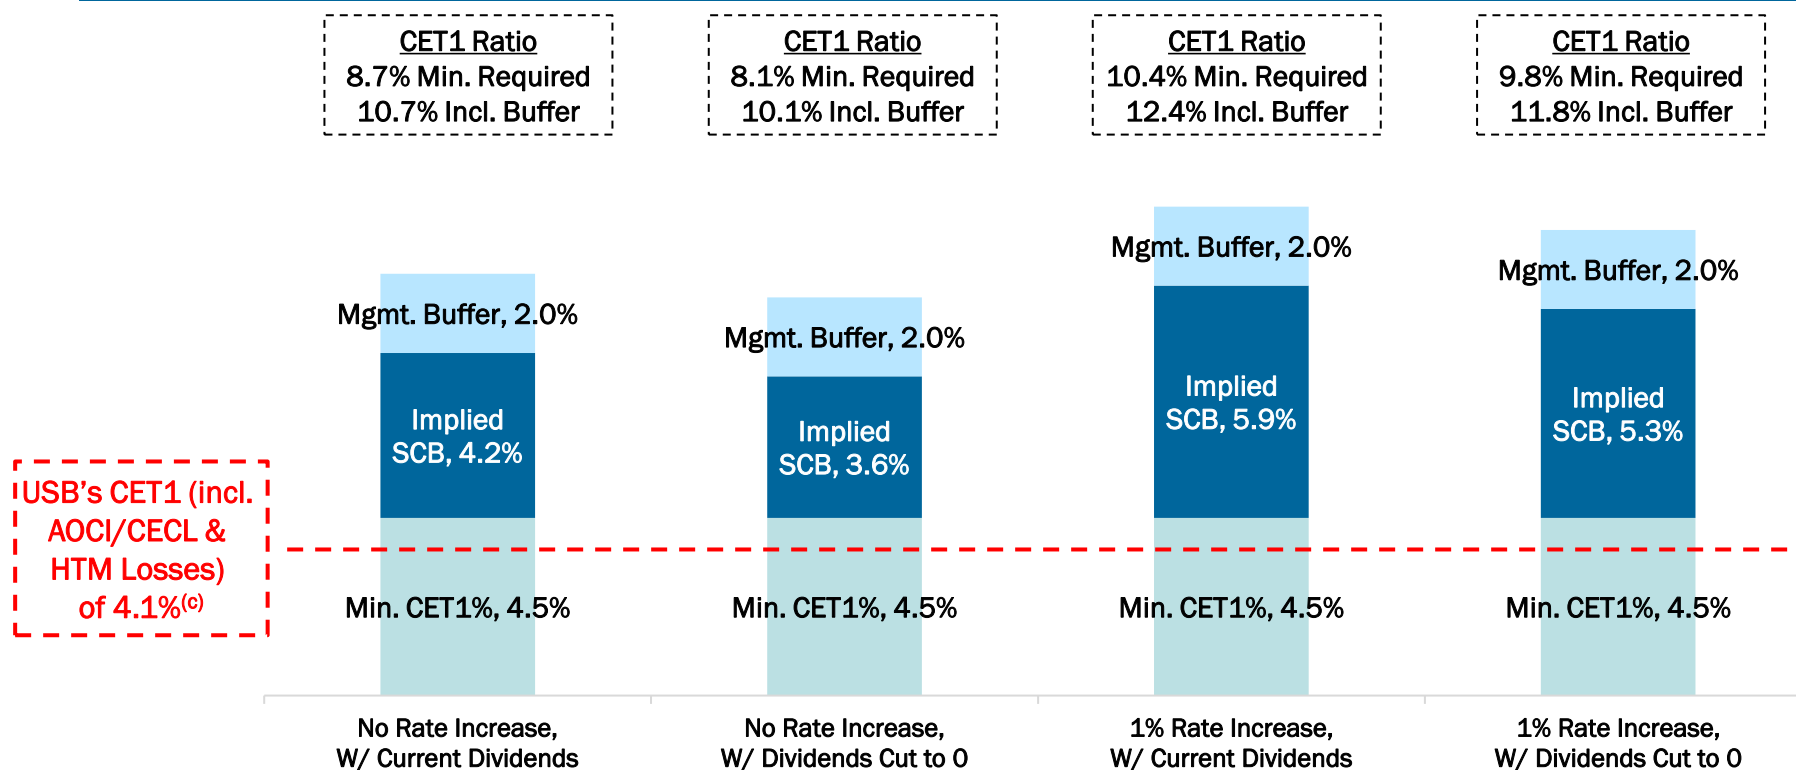 CET1 Ratio
8.7% Min. Required
10.7% Incl. Buffer
CET1 Ratio
8.1% Min. Required
10.1% Incl. Buffer
CET1 Ratio
10.4% Min. Required
12.4% Incl. Buffer
CET1 Ratio
9.8% Min. Required
11.8% Incl. Buffer
Mgmt. Buffer, 2.0%
Implied
SCB, 4.2%
Min. CET1%, 4.5%
Mgmt. Buffer, 2.0%
Implied
SCB, 3.6%
Min. CET1%, 4.5%
Mgmt. Buffer, 2.0%
Implied
SCB, 5.9%
Min. CET1%, 4.5%
Mgmt. Buffer, 2.0%
Implied
SCB, 5.3%
Min. CET1%, 4.5%
USB's CET1 (incl.
AOCI/CECL &
HTM Losses)
of 4.1%(c)
No Rate Increase,
W/ Current Dividends
No Rate Increase,
W/ Dividends Cut to 0
1% Rate Increase,
W/ Current Dividends
1% Rate Increase,
W/ Dividends Cut to 0